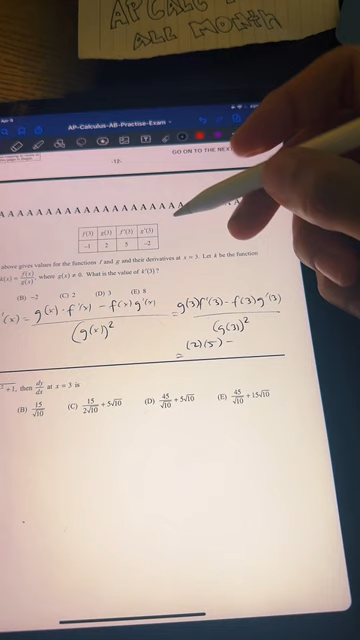 AP CALC
ALL MONTH
AP-Calculus-AB-Practise-Exam
-12-
GO ON TO THE NEXT
A A A A A A A A A A A A A A A A A A A A A
f(3) g(3) f'(3) g'(3)
-1 2 5 -2
above gives values for the functions f and g and their derivatives at x = 3. Let k be the function
k(x) = f(x)/g(x), where g(x) ≠ 0. What is the value of k'(3)?
(B) -2 (C) 2 (D) 3 (E) 8
'(x) = g(x)·f'(x) - f(x)g'(x) / (g(x))² = g(3)f'(3) - f(3)g'(3) / (g(3))²
= (2)(5) -
² + 1, then dy/dx at x = 3 is
(B) 15/√10 (C) 15/2√10 + 5√10 (D) 45/√10 + 5√10 (E) 45/√10 + 15√10